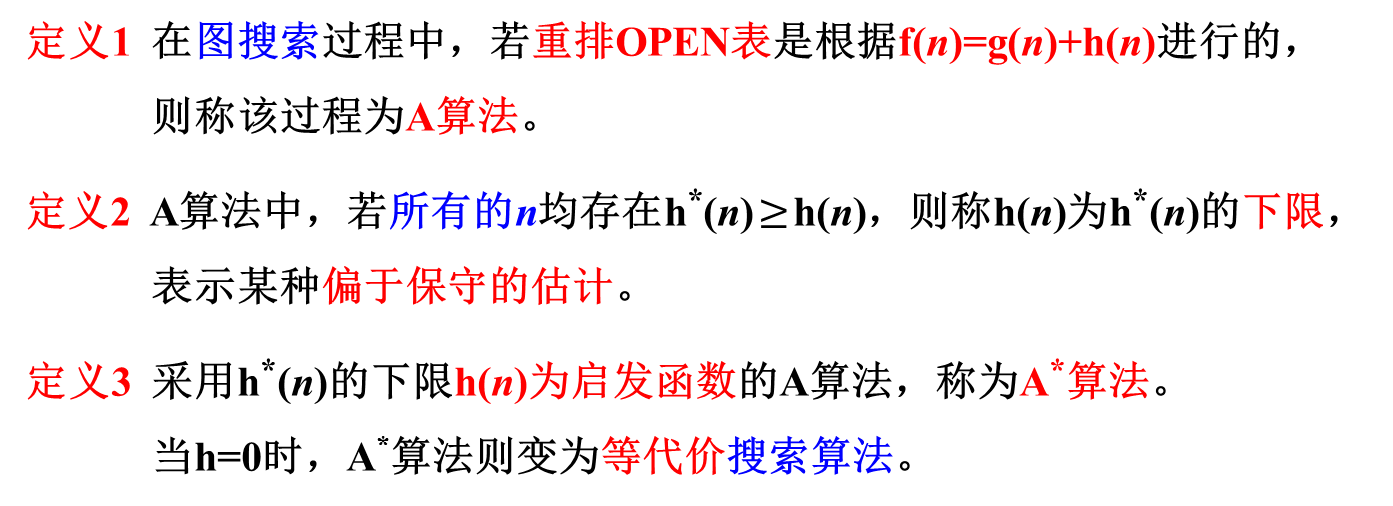 定义1 在图搜索过程中，若重排OPEN表是根据f(n)=g(n)+h(n)进行的，
则称该过程为A算法。
定义2 A算法中，若所有的n均存在h*(n)≥h(n)，则称h(n)为h*(n)的下限，
表示某种偏于保守的估计。
定义3 采用h*(n)的下限h(n)为启发函数的A算法，称为A*算法。
当h=0时，A*算法则变为等代价搜索算法。